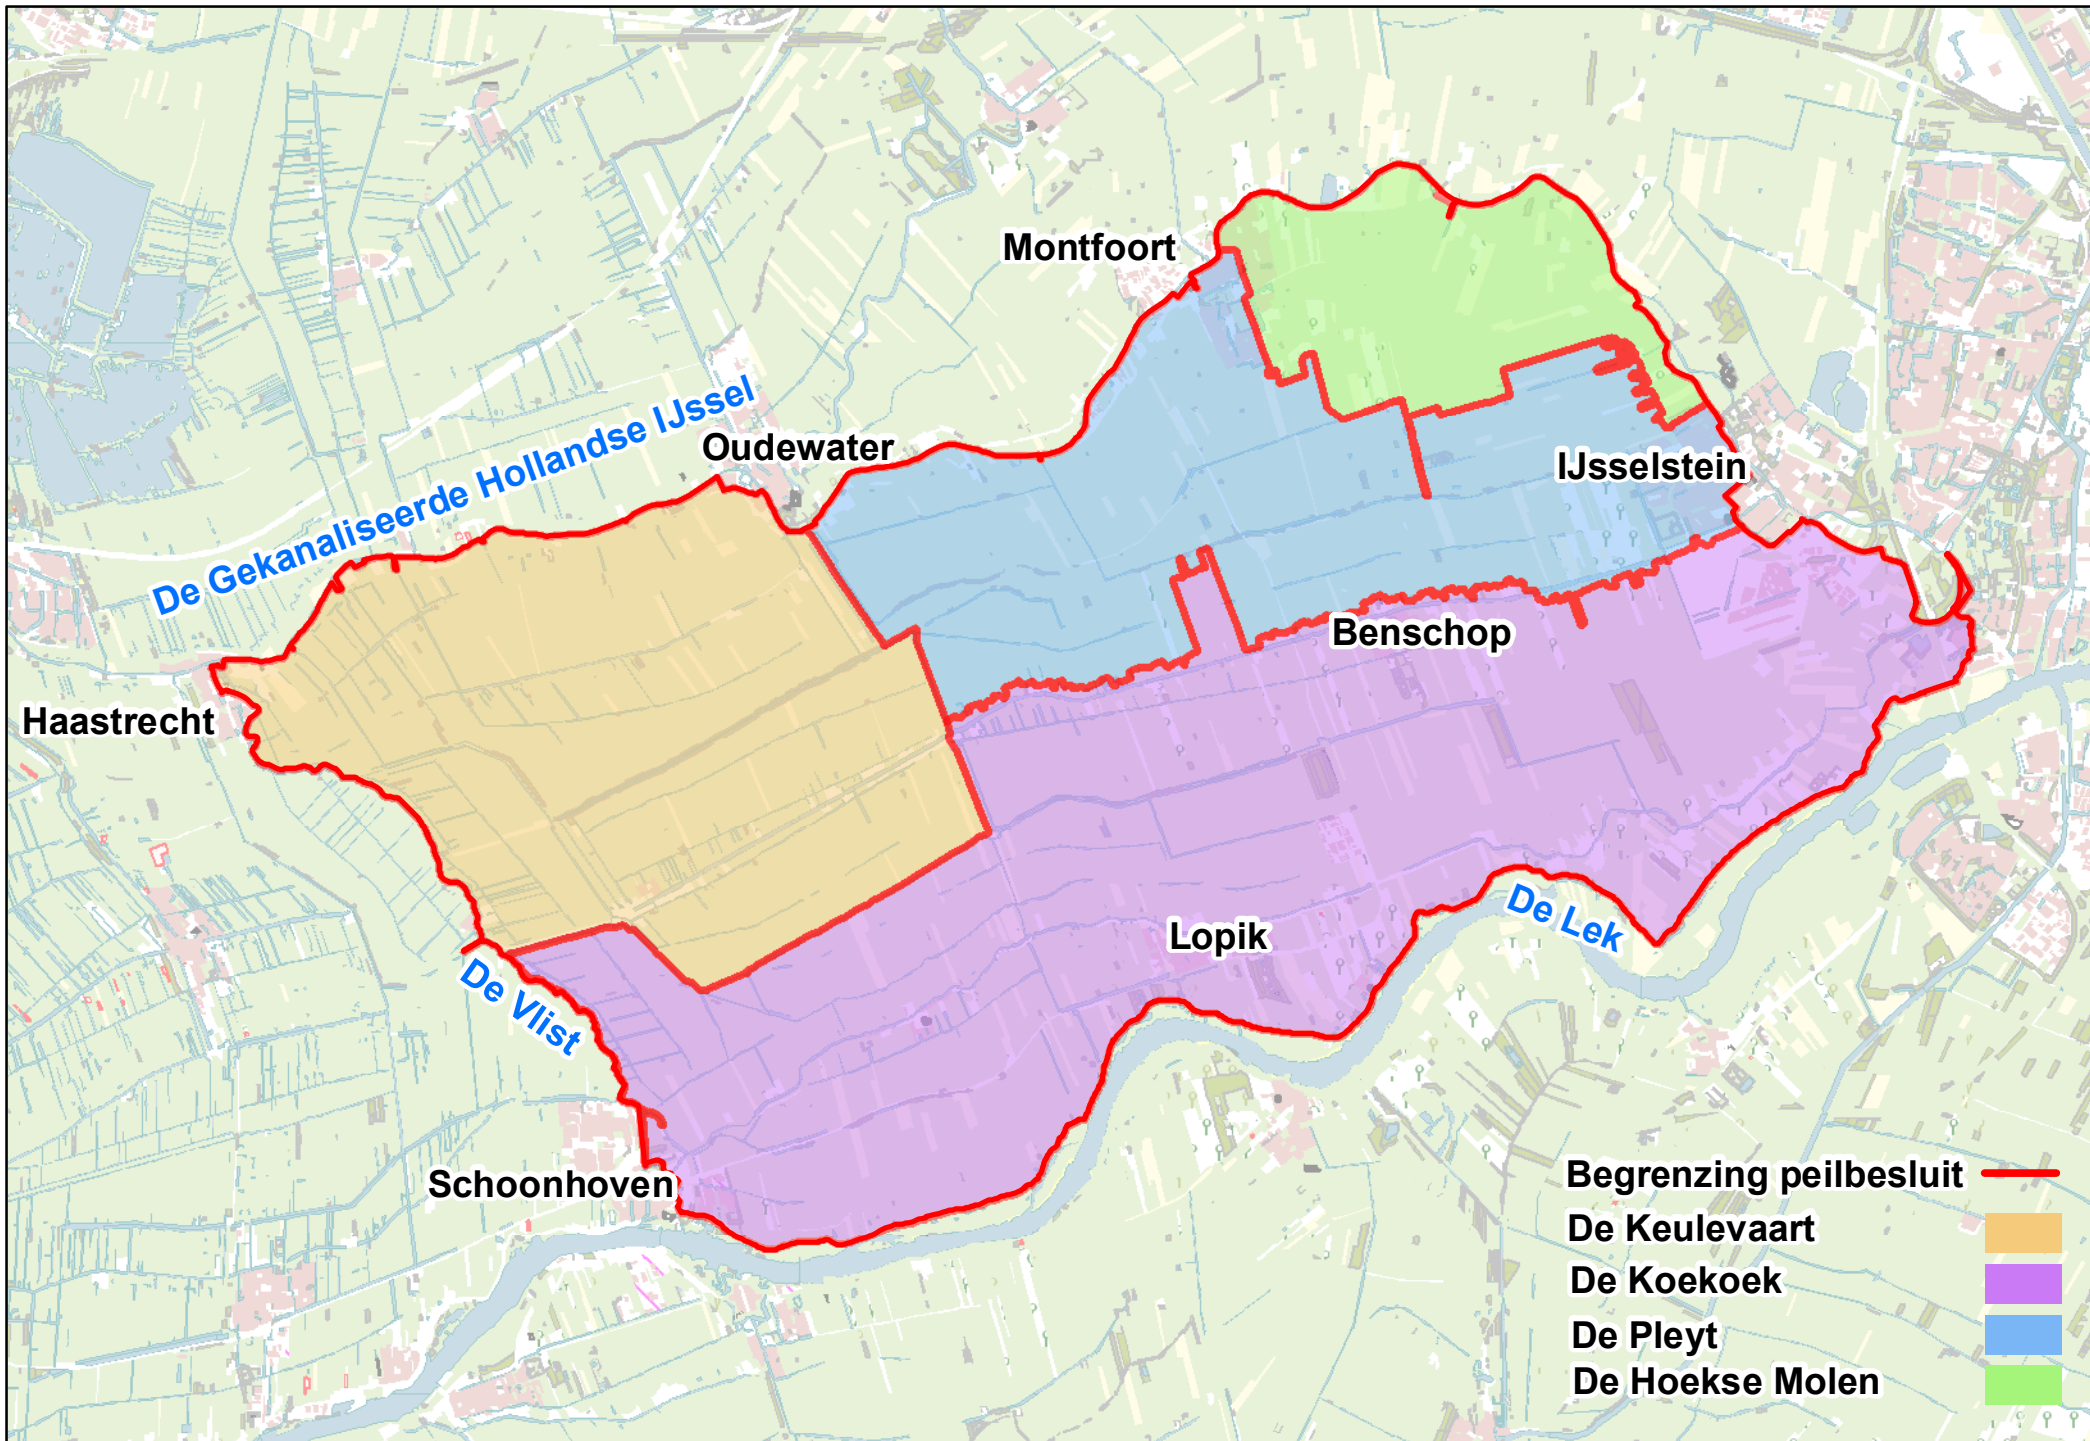 Montfoort
De Gekanaliseerde Hollandse IJssel
Oudewater
IJsselstein
Benschop
Haastrecht
De Lek
Lopik
De Vlist
Schoonhoven
Begrenzing peilbesluit
De Keulevaart
De Koekoek
De Pleyt
De Hoekse Molen